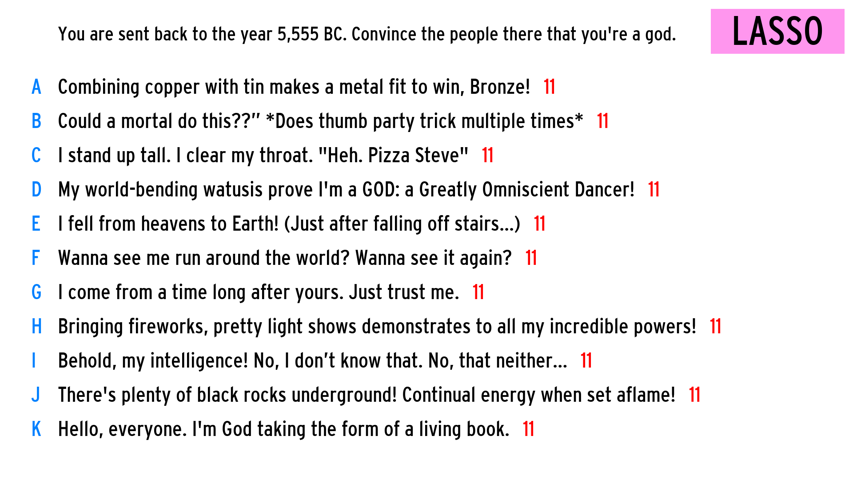 You are sent back to the year 5,555 BC. Convince the people there that you're a god.
LASSO
A Combining copper with tin makes a metal fit to win, Bronze! 11
B Could a mortal do this??” *Does thumb party trick multiple times* 11
C I stand up tall. I clear my throat. "Heh. Pizza Steve" 11
D My world-bending watusis prove I'm a GOD: a Greatly Omniscient Dancer! 11
E I fell from heavens to Earth! (Just after falling off stairs...) 11
F Wanna see me run around the world? Wanna see it again? 11
G I come from a time long after yours. Just trust me. 11
H Bringing fireworks, pretty light shows demonstrates to all my incredible powers! 11
I Behold, my intelligence! No, I don’t know that. No, that neither... 11
J There's plenty of black rocks underground! Continual energy when set aflame! 11
K Hello, everyone. I'm God taking the form of a living book. 11